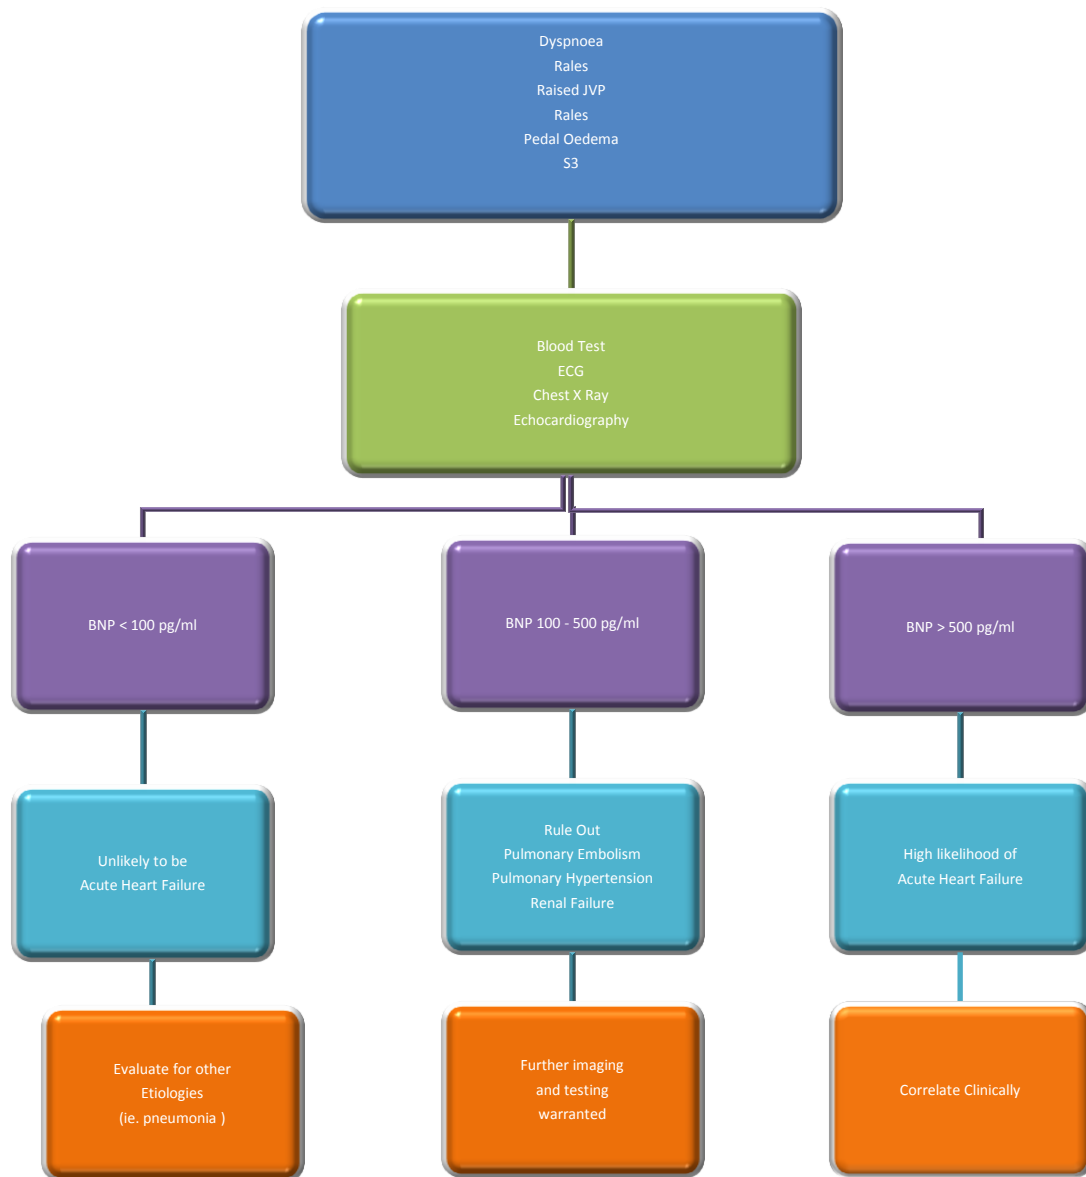 Dyspnoea
Rales
Raised JVP
Rales
Pedal Oedema
S3
Blood Test
ECG
Chest X Ray
Echocardiography
BNP < 100 pg/ml
BNP 100 - 500 pg/ml
BNP > 500 pg/ml
Unlikely to be
Acute Heart Failure
Rule Out
Pulmonary Embolism
Pulmonary Hypertension
Renal Failure
High likelihood of
Acute Heart Failure
Evaluate for other
Etiologies
(ie. pneumonia )
Further imaging
and testing
warranted
Correlate Clinically